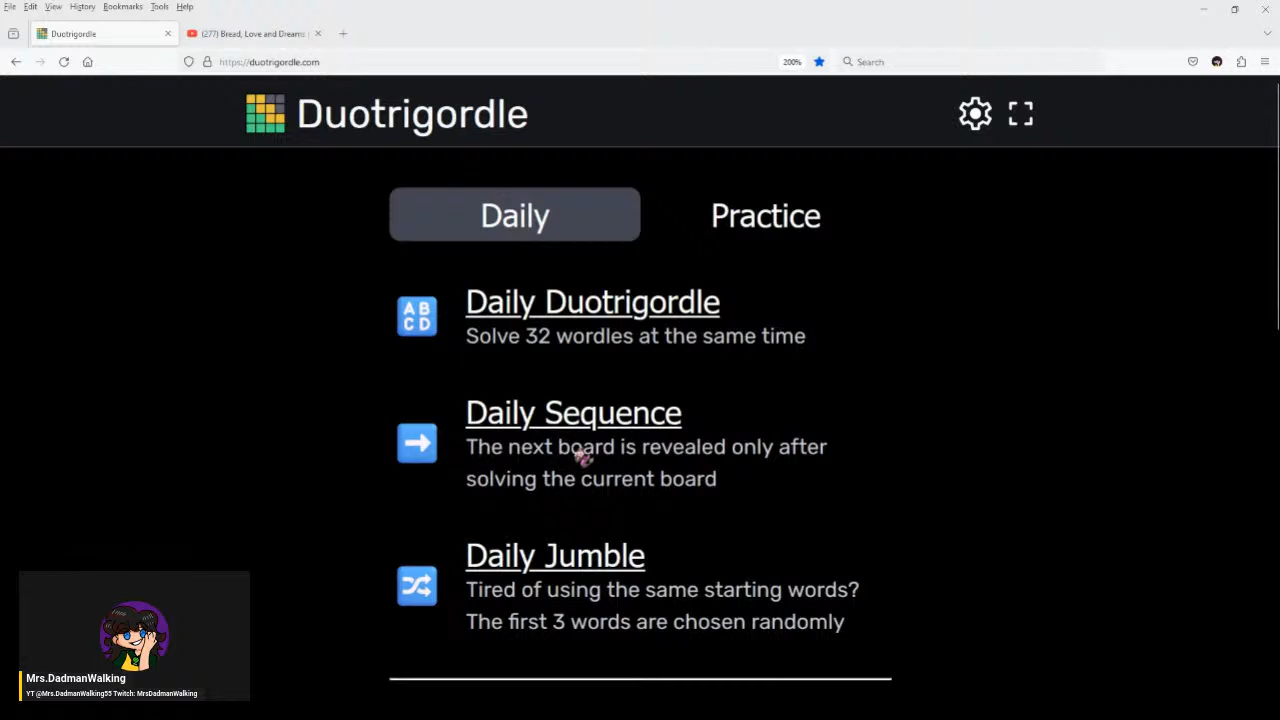 File Edit View History Bookmarks Tools Help
Duotrigordle
(277) Bread, Love and Dreams
https://duotrigordle.com
200%
Search
Duotrigordle
Daily
Practice
AB
CD
Daily Duotrigordle
Solve 32 wordles at the same time
Daily Sequence
The next board is revealed only after
solving the current board
Daily Jumble
Tired of using the same starting words?
The first 3 words are chosen randomly
Mrs.DadmanWalking
YT @Mrs.DadmanWalking55 Twitch: MrsDadmanWalking